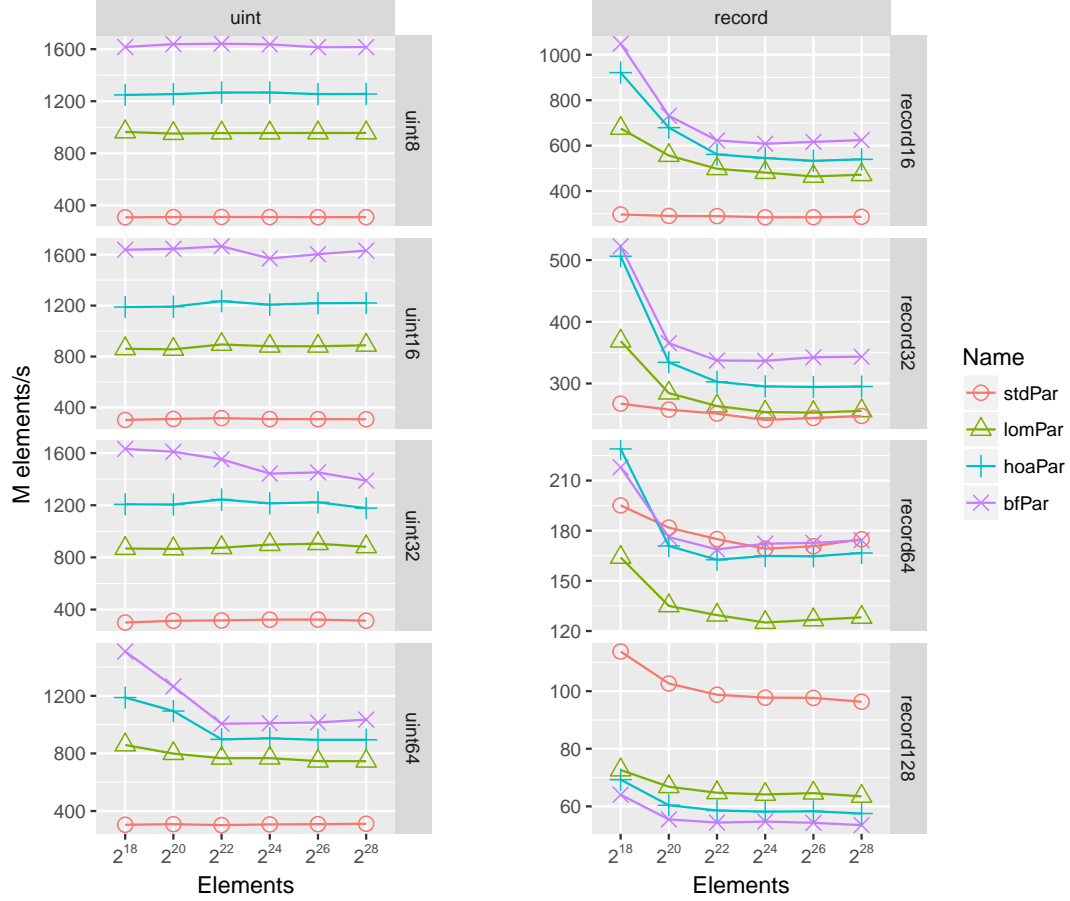 uint
record
1600
1200
800
400
uint8
1000
800
600
400
200
record16
1600
1200
800
400
uint16
500
400
300
record32
1600
1200
800
400
uint32
210
180
150
120
record64
1200
800
400
uint64
100
80
60
record128
M elements/s
2^18 2^20 2^22 2^24 2^26 2^28
Elements
2^18 2^20 2^22 2^24 2^26 2^28
Elements
Name
stdPar
lomPar
hoaPar
bfPar